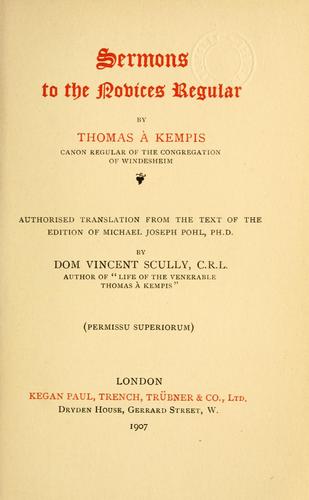 Sermons
to the Novices Regular
BY
THOMAS À KEMPIS
CANON REGULAR OF THE CONGREGATION
OF WINDESHEIM
AUTHORISED TRANSLATION FROM THE TEXT OF THE
EDITION OF MICHAEL JOSEPH POHL, PH.D.
BY
DOM VINCENT SCULLY, C.R.L.
AUTHOR OF "LIFE OF THE VENERABLE
THOMAS À KEMPIS"
(PERMISSU SUPERIORUM)
LONDON
KEGAN PAUL, TRENCH, TRÜBNER & CO., LTD.
DRYDEN HOUSE, GERRARD STREET, W.
1907